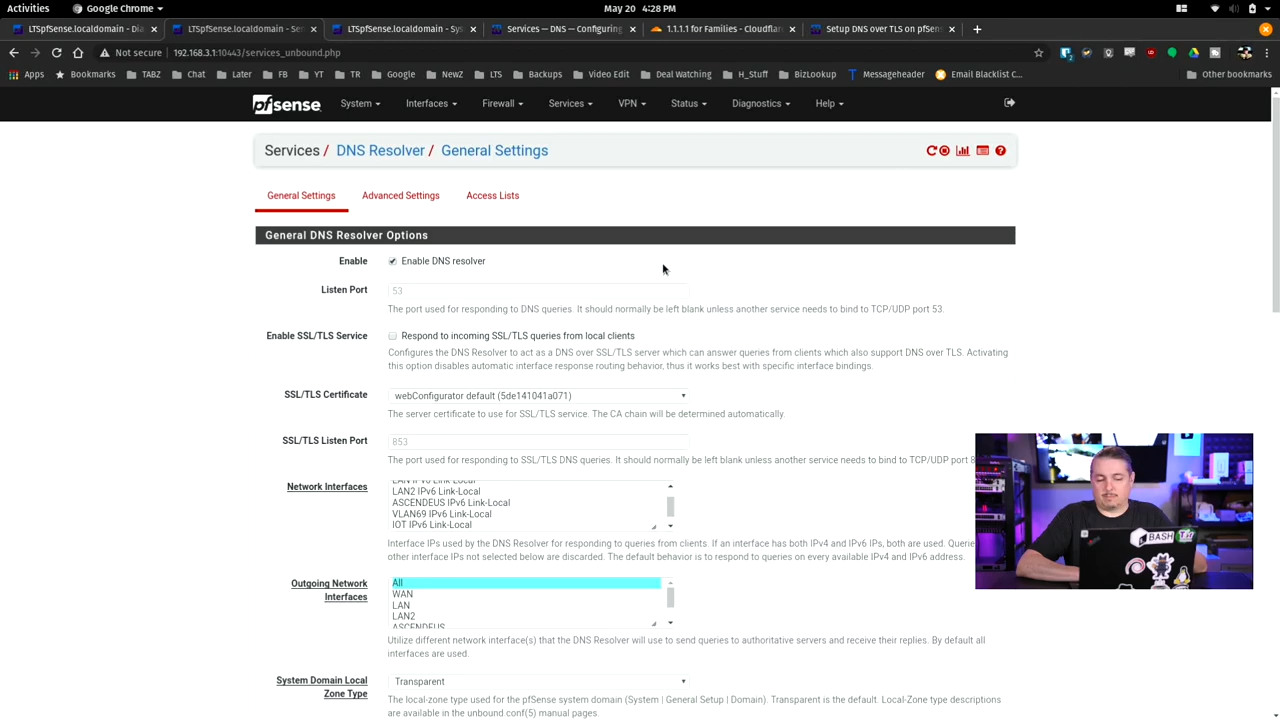 Activities
Google Chrome
May 20 4:28 PM
LTSpfSense.localdomain - Dia
LTSpfSense.localdomain - Ser
LTSpfSense.localdomain - Sys
Services — DNS — Configuring
1.1.1.1 for Families - Cloudflar
Setup DNS over TLS on pfSens
Not secure
192.168.3.1:10443/services_unbound.php
Apps
Bookmarks
TABZ
Chat
Later
FB
YT
TR
Google
NewZ
LTS
Backups
Video Edit
Deal Watching
H_Stuff
BizLookup
Messageheader
Email Blacklist C...
Other bookmarks
pfsense
System
Interfaces
Firewall
Services
VPN
Status
Diagnostics
Help
Services / DNS Resolver / General Settings
General Settings
Advanced Settings
Access Lists
General DNS Resolver Options
Enable
Enable DNS resolver
Listen Port
53
The port used for responding to DNS queries. It should normally be left blank unless another service needs to bind to TCP/UDP port 53.
Enable SSL/TLS Service
Respond to incoming SSL/TLS queries from local clients
Configures the DNS Resolver to act as a DNS over SSL/TLS server which can answer queries from clients which also support DNS over TLS. Activating
this option disables automatic interface response routing behavior, thus it works best with specific interface bindings.
SSL/TLS Certificate
webConfigurator default (5de141041a071)
The server certificate to use for SSL/TLS service. The CA chain will be determined automatically.
SSL/TLS Listen Port
853
The port used for responding to SSL/TLS DNS queries. It should normally be left blank unless another service needs to bind to TCP/UDP port 8
Network Interfaces
LAN IPv6 Link-Local
LAN2 IPv6 Link-Local
ASCENDEUS IPv6 Link-Local
VLAN69 IPv6 Link-Local
IOT IPv6 Link-Local
Interface IPs used by the DNS Resolver for responding to queries from clients. If an interface has both IPv4 and IPv6 IPs, both are used. Querie
other interface IPs not selected below are discarded. The default behavior is to respond to queries on every available IPv4 and IPv6 address.
Outgoing Network
Interfaces
All
WAN
LAN
LAN2
ASCENDEUS
Utilize different network interface(s) that the DNS Resolver will use to send queries to authoritative servers and receive their replies. By default all
interfaces are used.
System Domain Local
Zone Type
Transparent
The local-zone type used for the pfSense system domain (System | General Setup | Domain). Transparent is the default. Local-Zone type descriptions
are available in the unbound.conf(5) manual pages.
BASH